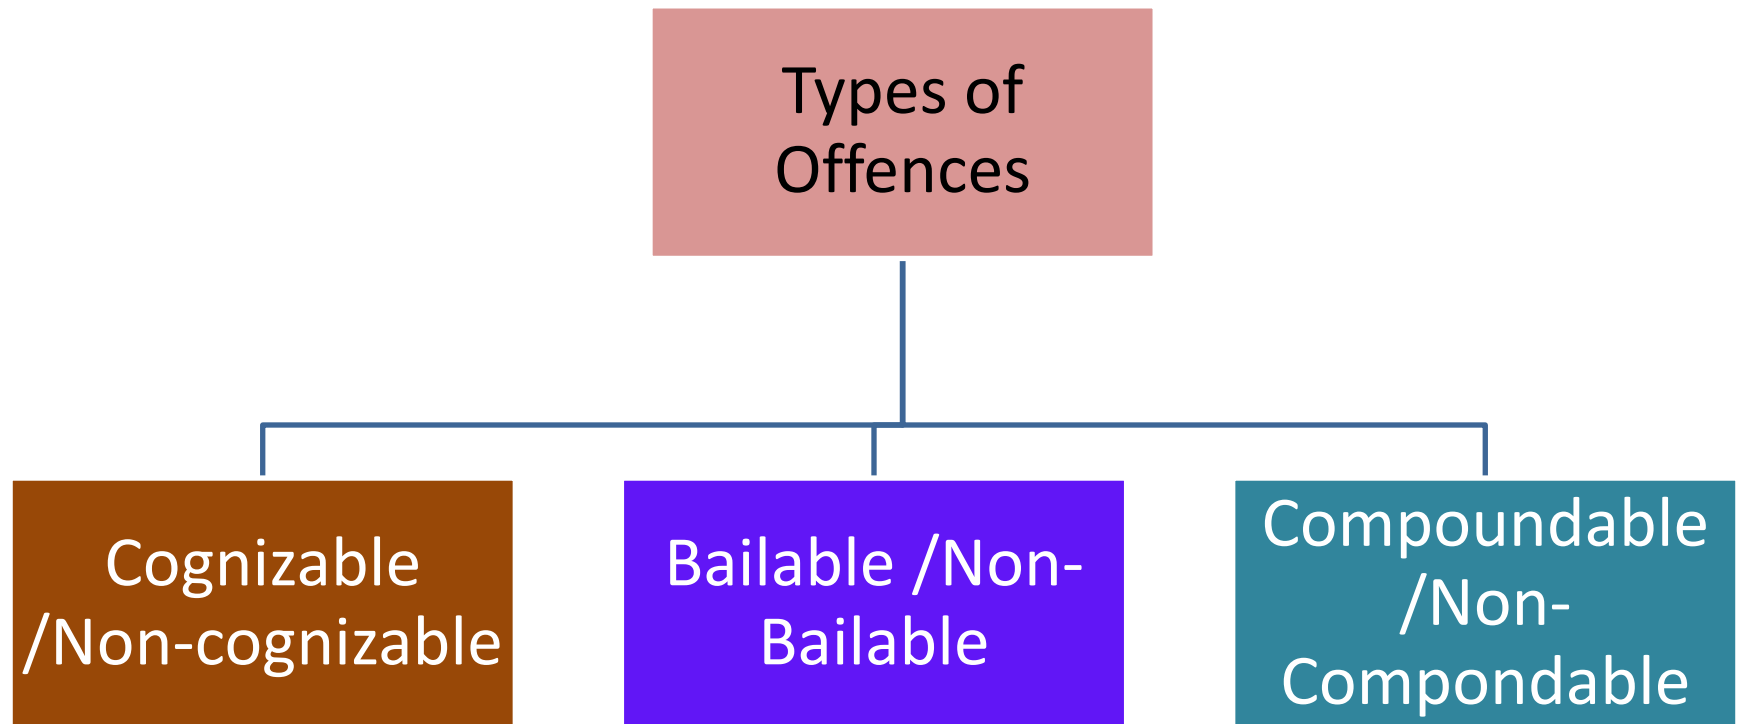 Types of
Offences
Cognizable
/Non-cognizable
Bailable /Non-
Bailable
Compoundable
/Non-
Compondable